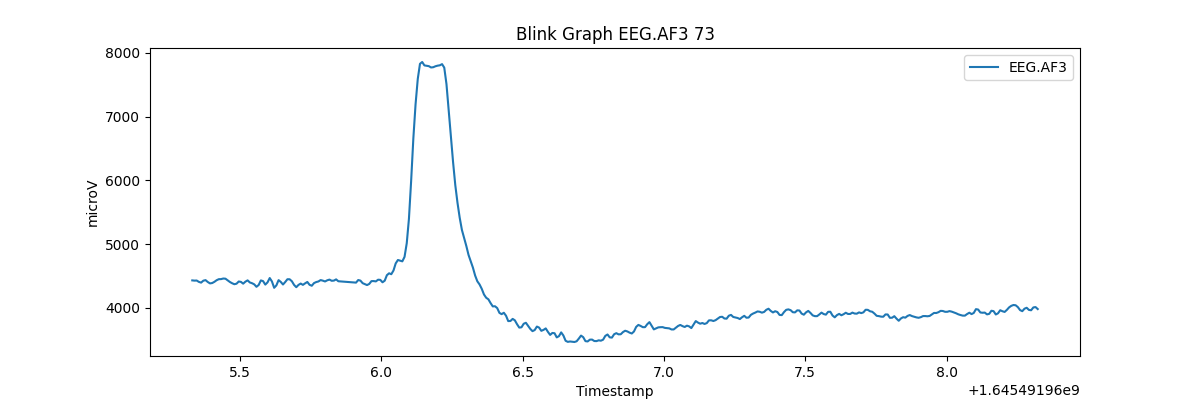 Blink Graph EEG.AF3 73
EEG.AF3
microV
8000
7000
6000
5000
4000
5.5 6.0 6.5 7.0 7.5 8.0
Timestamp
+1.64549196e9